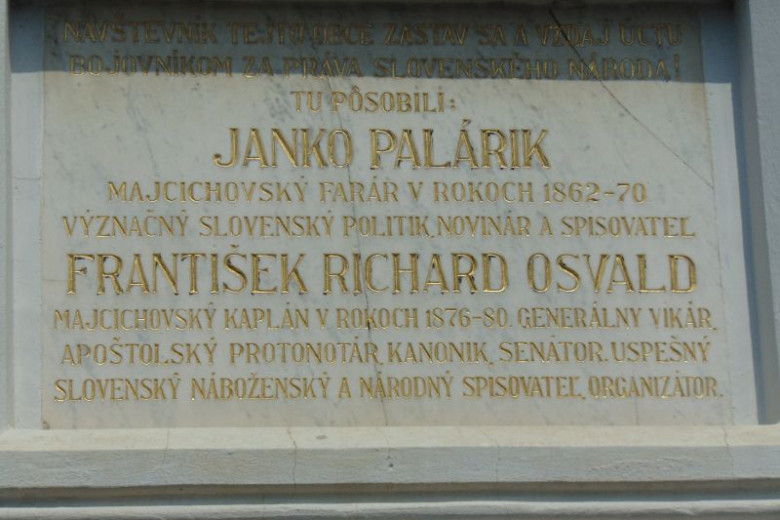 NÁVŠTEVNÍK TEJTO OBCE ZASTAV SA A VZDAJ ÚCTU
BOJOVNÍKOM ZA PRÁVA SLOVENSKÉHO NÁRODA!
TU PÔSOBILI:
JANKO PALÁRIK
MAJCICHOVSKÝ FARÁR V ROKOCH 1862-70
VÝZNAČNÝ SLOVENSKÝ POLITIK, NOVINÁR A SPISOVATEĽ
FRANTIŠEK RICHARD OSVALD
MAJCICHOVSKÝ KAPLÁN V ROKOCH 1876-80. GENERÁLNY VIKÁR,
APOŠTOLSKÝ PROTONOTÁR, KANONIK, SENÁTOR. USPEŠNÝ
SLOVENSKÝ NÁBOŽENSKÝ A NÁRODNÝ SPISOVATEĽ, ORGANIZÁTOR.